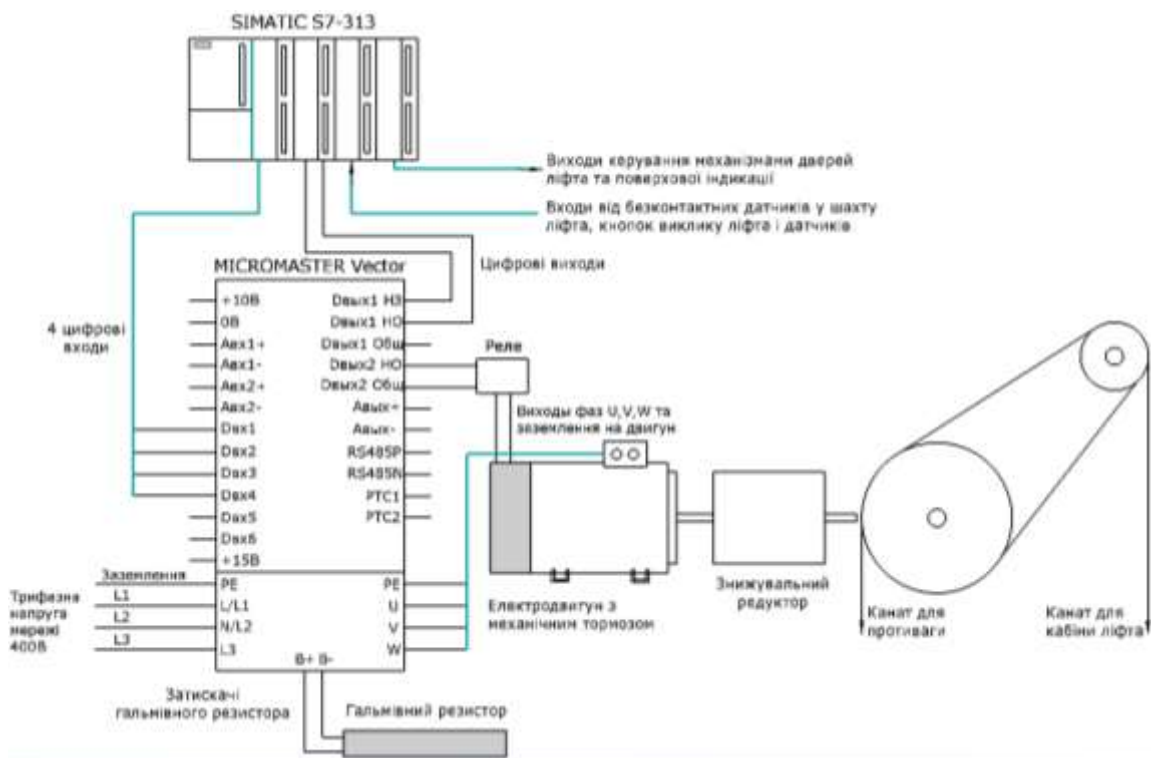 SIMATIC S7-313
Виходи керування механізмами дверей
ліфта та поверхової індикації
Входи від безконтактних датчиків у шахту
ліфта, кнопок виклику ліфта і датчиків
Цифрові виходи
MICROMASTER Vector
4 цифрові
входи
+10В
0В
Авх1+
Авх1-
Авх2+
Авх2-
Dвх1
Dвх2
Dвх3
Dвх4
Dвх5
Dвх6
+15В
Dвых1 НЗ
Dвых1 НО
Dвых1 Общ
Dвых2 НО
Dвых2 Общ
Авых+
Авых-
RS485P
RS485N
PTC1
PTC2
Реле
Виходи фаз U,V,W та
заземлення на двигун
Заземлення
L1
L2
L3
Трифазна
напруга
мережі
400В
PE
L/L1
N/L2
L3
PE
U
V
W
B+ B-
Електродвигун з
механічним тормозом
Знижувальний
редуктор
Канат для
противаги
Канат для
кабіни ліфта
Затискачі
гальмівного резистора
Гальмівний резистор